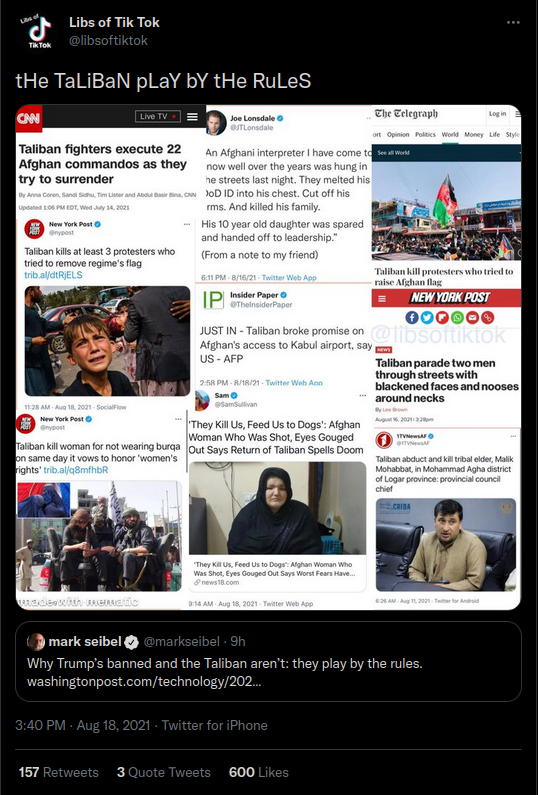 Libs of
TikTok
Libs of Tik Tok
@libsoftiktok
tHe TaLiBaN pLaY bY tHe RuLeS
CNN
Live TV
Taliban fighters execute 22
Afghan commandos as they
try to surrender
By Anna Coren, Sandi Sidhu, Tim Lister and Abdul Basir Bina, CNN
Updated 1:06 PM EDT, Wed July 14, 2021
NEW YORK POST
New York Post
@nypost
Taliban kills at least 3 protesters who
tried to remove regime's flag
trib.al/dtRjELS
11:28 AM · Aug 18, 2021 · SocialFlow
NEW YORK POST
New York Post
@nypost
Taliban kill woman for not wearing burqa
on same day it vows to honor 'women's
rights' trib.al/q8mfhbR
made with mematic
Joe Lonsdale
@JTLonsdale
An Afghani interpreter I have come to
now well over the years was hung in
he streets last night. They melted his
DoD ID into his chest. Cut off his
rms. And killed his family.
His 10 year old daughter was spared
and handed off to leadership."
(From a note to my friend)
6:11 PM · 8/16/21 · Twitter Web App
IP
Insider Paper
@TheInsiderPaper
JUST IN - Taliban broke promise on
Afghan's access to Kabul airport, say
US - AFP
2:58 PM · 8/18/21 · Twitter Web App
Sam
@SamSullivan
'They Kill Us, Feed Us to Dogs': Afghan
Woman Who Was Shot, Eyes Gouged
Out Says Return of Taliban Spells Doom
'They Kill Us, Feed Us to Dogs': Afghan Woman Who
Was Shot, Eyes Gouged Out Says Worst Fears Have...
news18.com
9:14 AM · Aug 18, 2021 · Twitter Web App
The Telegraph
Log in
ort Opinion Politics World Money Life Style
See all World
Taliban kill protesters who tried to
raise Afghan flag
NEW YORK POST
@libsoftiktok
NEWS
Taliban parade two men
through streets with
blackened faces and nooses
around necks
By Lee Brown
August 16, 2021 | 3:28pm
1TVNewsAF
@1TVNewsAF
Taliban abduct and kill tribal elder, Malik
Mohabbat, in Mohammad Agha district
of Logar province: provincial council
chief
6:26 AM · Aug 11, 2021 · Twitter for Android
mark seibel @markseibel · 9h
Why Trump's banned and the Taliban aren't: they play by the rules.
washingtonpost.com/technology/202...
3:40 PM · Aug 18, 2021 · Twitter for iPhone
157 Retweets 3 Quote Tweets 600 Likes